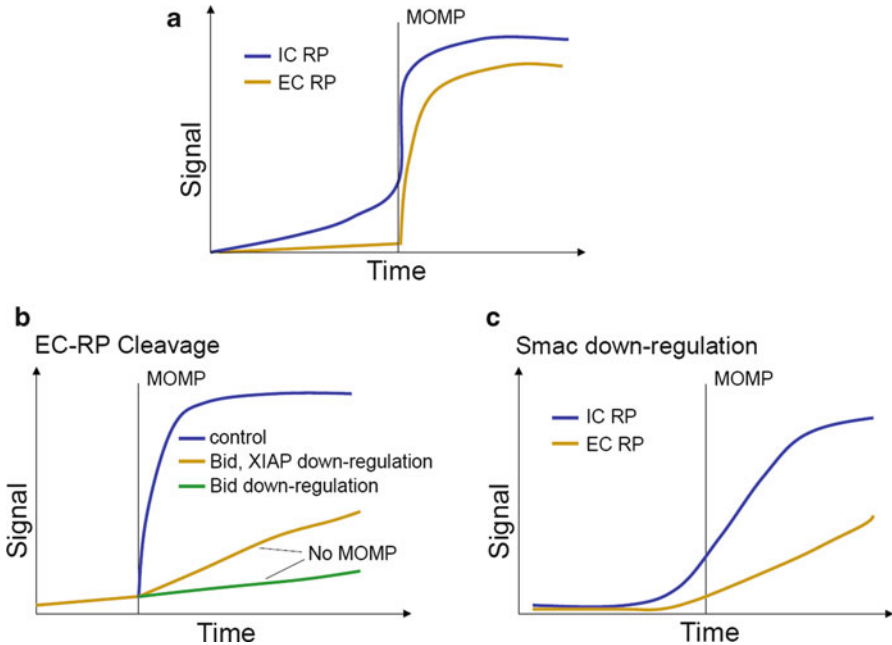 a
MOMP
IC RP
EC RP
Signal
Time
b
EC-RP Cleavage
MOMP
control
Bid, XIAP down-regulation
Bid down-regulation
No MOMP
Signal
Time
c
Smac down-regulation
MOMP
IC RP
EC RP
Signal
Time